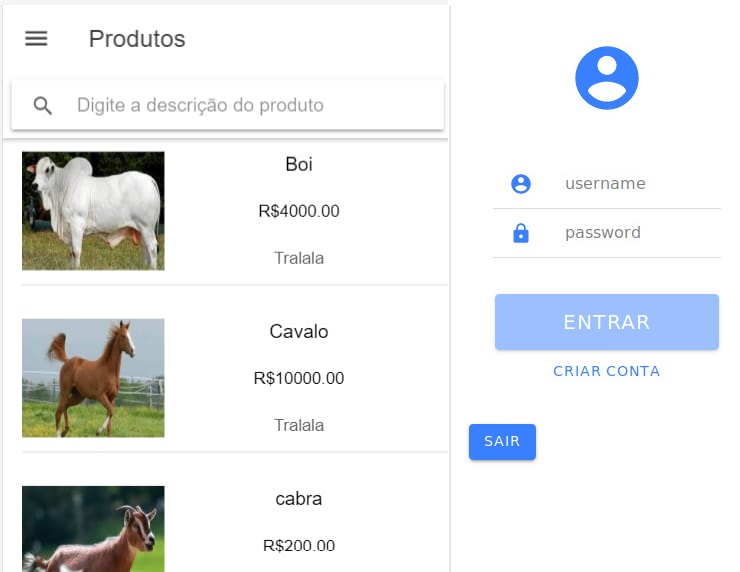 Produtos
Digite a descrição do produto
Boi
R$4000.00
Tralala
Cavalo
R$10000.00
Tralala
cabra
R$200.00
username
password
ENTRAR
CRIAR CONTA
SAIR